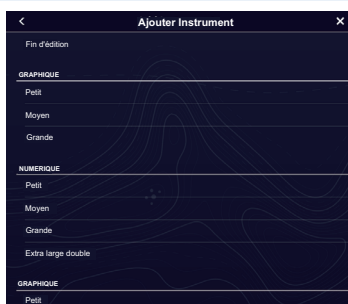 Ajouter Instrument
Fin d'édition
GRAPHIQUE
Petit
Moyen
Grande
NUMERIQUE
Petit
Moyen
Grande
Extra large double
GRAPHIQUE
Petit